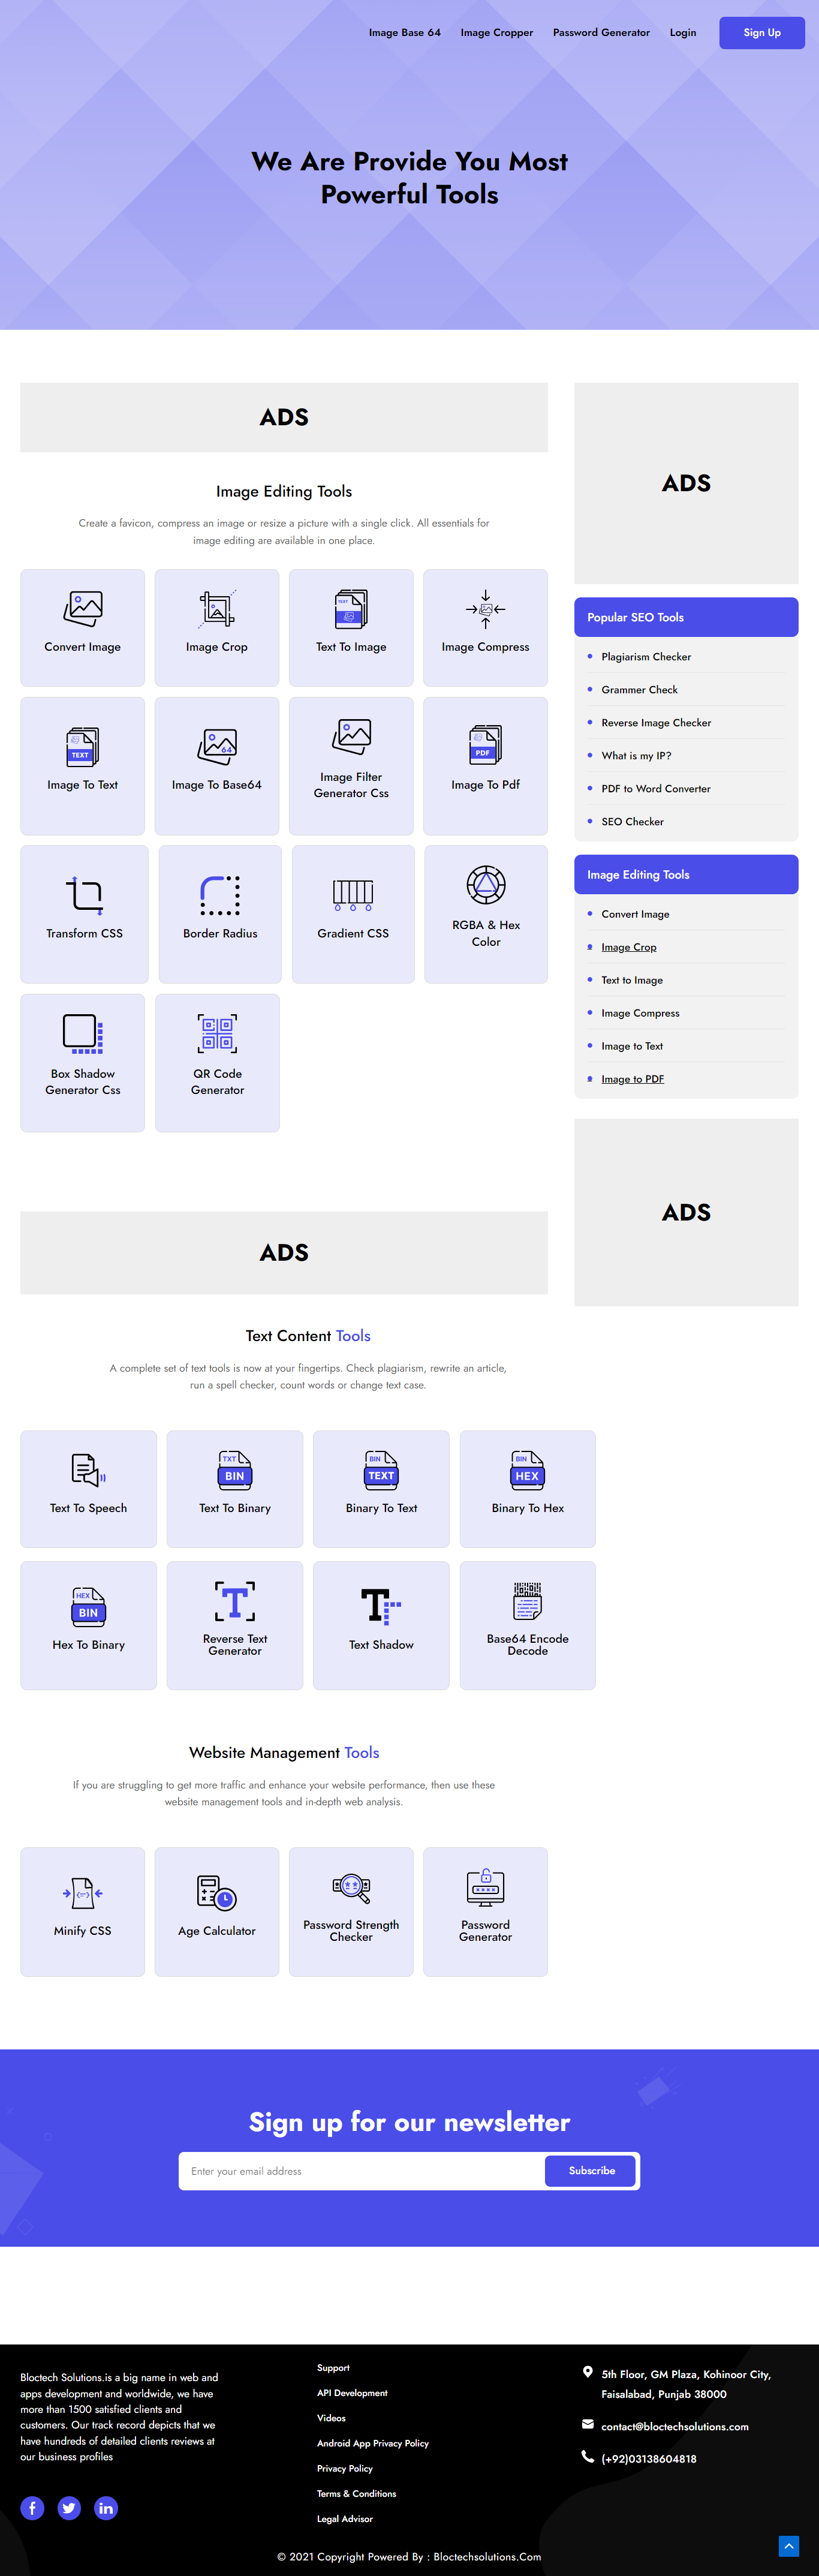 Image Base 64
Image Cropper
Password Generator
Login
Sign Up
We Are Provide You Most
Powerful Tools
ADS
Image Editing Tools
Create a favicon, compress an image or resize a picture with a single click. All essentials for
image editing are available in one place.
Convert Image
Image Crop
TEXT
Text To Image
Image Compress
TEXT
Image To Text
64
Image To Base64
Image Filter
Generator Css
PDF
Image To Pdf
Transform CSS
Border Radius
Gradient CSS
RGBA & Hex
Color
Box Shadow
Generator Css
QR Code
Generator
ADS
Popular SEO Tools
Plagiarism Checker
Grammer Check
Reverse Image Checker
What is my IP?
PDF to Word Converter
SEO Checker
Image Editing Tools
Convert Image
Image Crop
Text to Image
Image Compress
Image to Text
Image to PDF
ADS
ADS
Text Content Tools
A complete set of text tools is now at your fingertips. Check plagiarism, rewrite an article,
run a spell checker, count words or change text case.
Text To Speech
TXT
BIN
Text To Binary
BIN
TEXT
Binary To Text
BIN
HEX
Binary To Hex
HEX
BIN
Hex To Binary
T
Reverse Text
Generator
T
Text Shadow
Base64 Encode
Decode
Website Management Tools
If you are struggling to get more traffic and enhance your website performance, then use these
website management tools and in-depth web analysis.
Minify CSS
Age Calculator
Password Strength
Checker
Password
Generator
Sign up for our newsletter
Enter your email address
Subscribe
Bloctech Solutions.is a big name in web and
apps development and worldwide, we have
more than 1500 satisfied clients and
customers. Our track record depicts that we
have hundreds of detailed clients reviews at
our business profiles
f
in
Support
API Development
Videos
Android App Privacy Policy
Privacy Policy
Terms & Conditions
Legal Advisor
5th Floor, GM Plaza, Kohinoor City,
Faisalabad, Punjab 38000
contact@bloctechsolutions.com
(+92)03138604818
© 2021 Copyright Powered By : Bloctechsolutions.Com